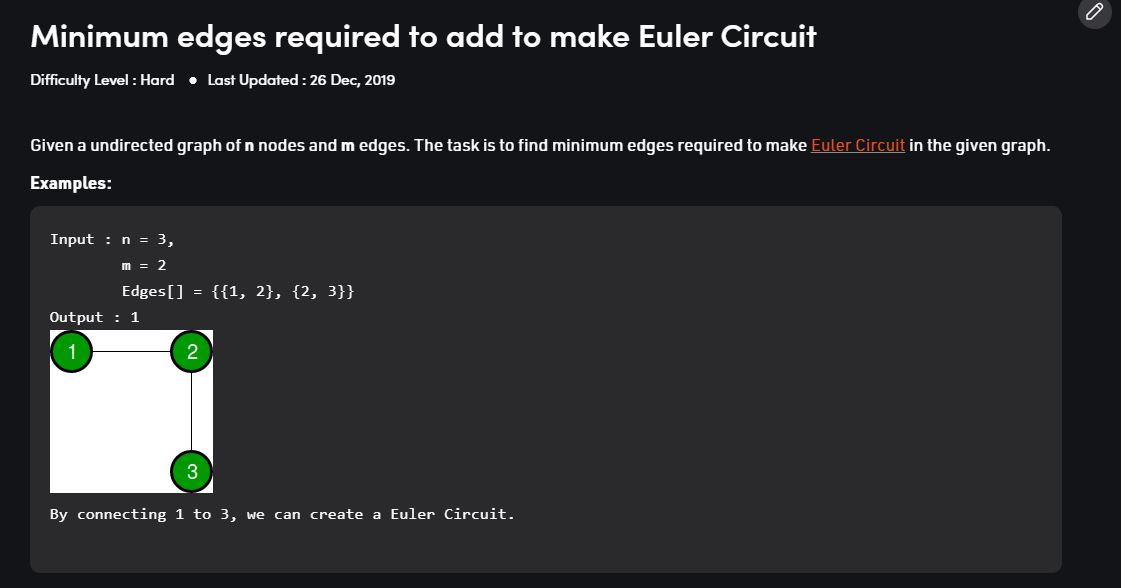 Minimum edges required to add to make Euler Circuit
Difficulty Level : Hard ● Last Updated : 26 Dec, 2019
Given a undirected graph of n nodes and m edges. The task is to find minimum edges required to make Euler Circuit in the given graph.
Examples:
Input : n = 3,
m = 2
Edges[] = {{1, 2}, {2, 3}}
Output : 1
1 2
3
By connecting 1 to 3, we can create a Euler Circuit.